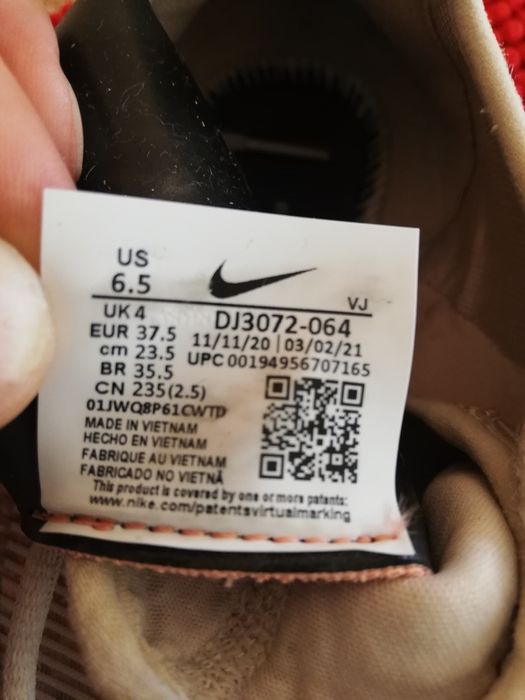 US
6.5
VJ
UK 4
DJ3072-064
EUR 37.5
11/11/20 | 03/02/21
cm 23.5
UPC 00194956707165
BR 35.5
CN 235(2.5)
01JWQ8P61CWTD
MADE IN VIETNAM
HECHO EN VIETNAM
FABRIQUE AU VIETNAM
FABRICADO NO VIETNÃ
This product is covered by one or more patents:
www.nike.com/patentsvirtualmarking